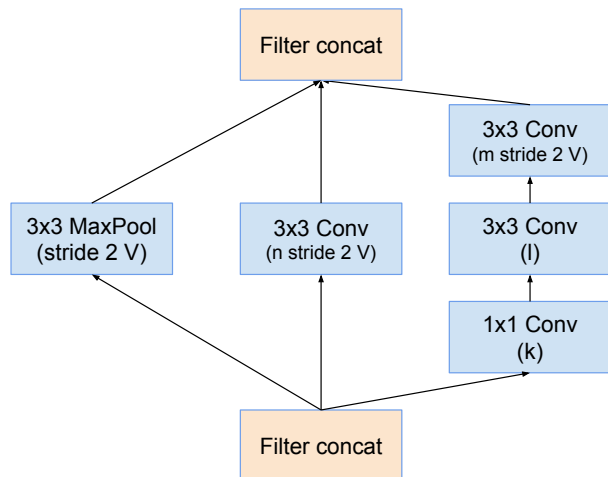 Filter concat
3x3 Conv
(m stride 2 V)
3x3 MaxPool
(stride 2 V)
3x3 Conv
(n stride 2 V)
3x3 Conv
(l)
1x1 Conv
(k)
Filter concat